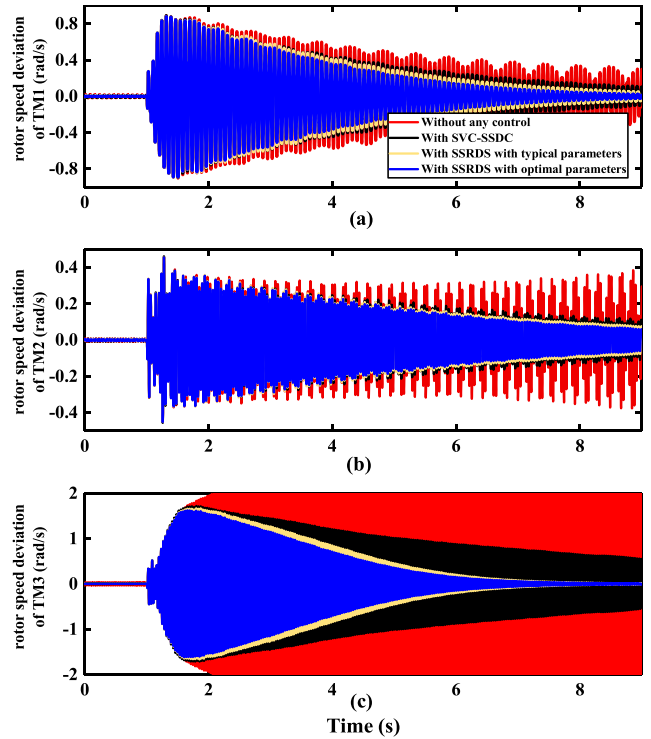 rotor speed deviation
of TM1 (rad/s)
0.8
0.4
0.0
-0.4
-0.8
Without any control
With SVC-SSDC
With SSRDS with typical parameters
With SSRDS with optimal parameters
0 2 4 6 8
(a)
rotor speed deviation
of TM2 (rad/s)
0.4
0.2
0.0
-0.2
-0.4
0 2 4 6 8
(b)
rotor speed deviation
of TM3 (rad/s)
2
1
0
-1
-2
0 2 4 6 8
(c)
Time (s)